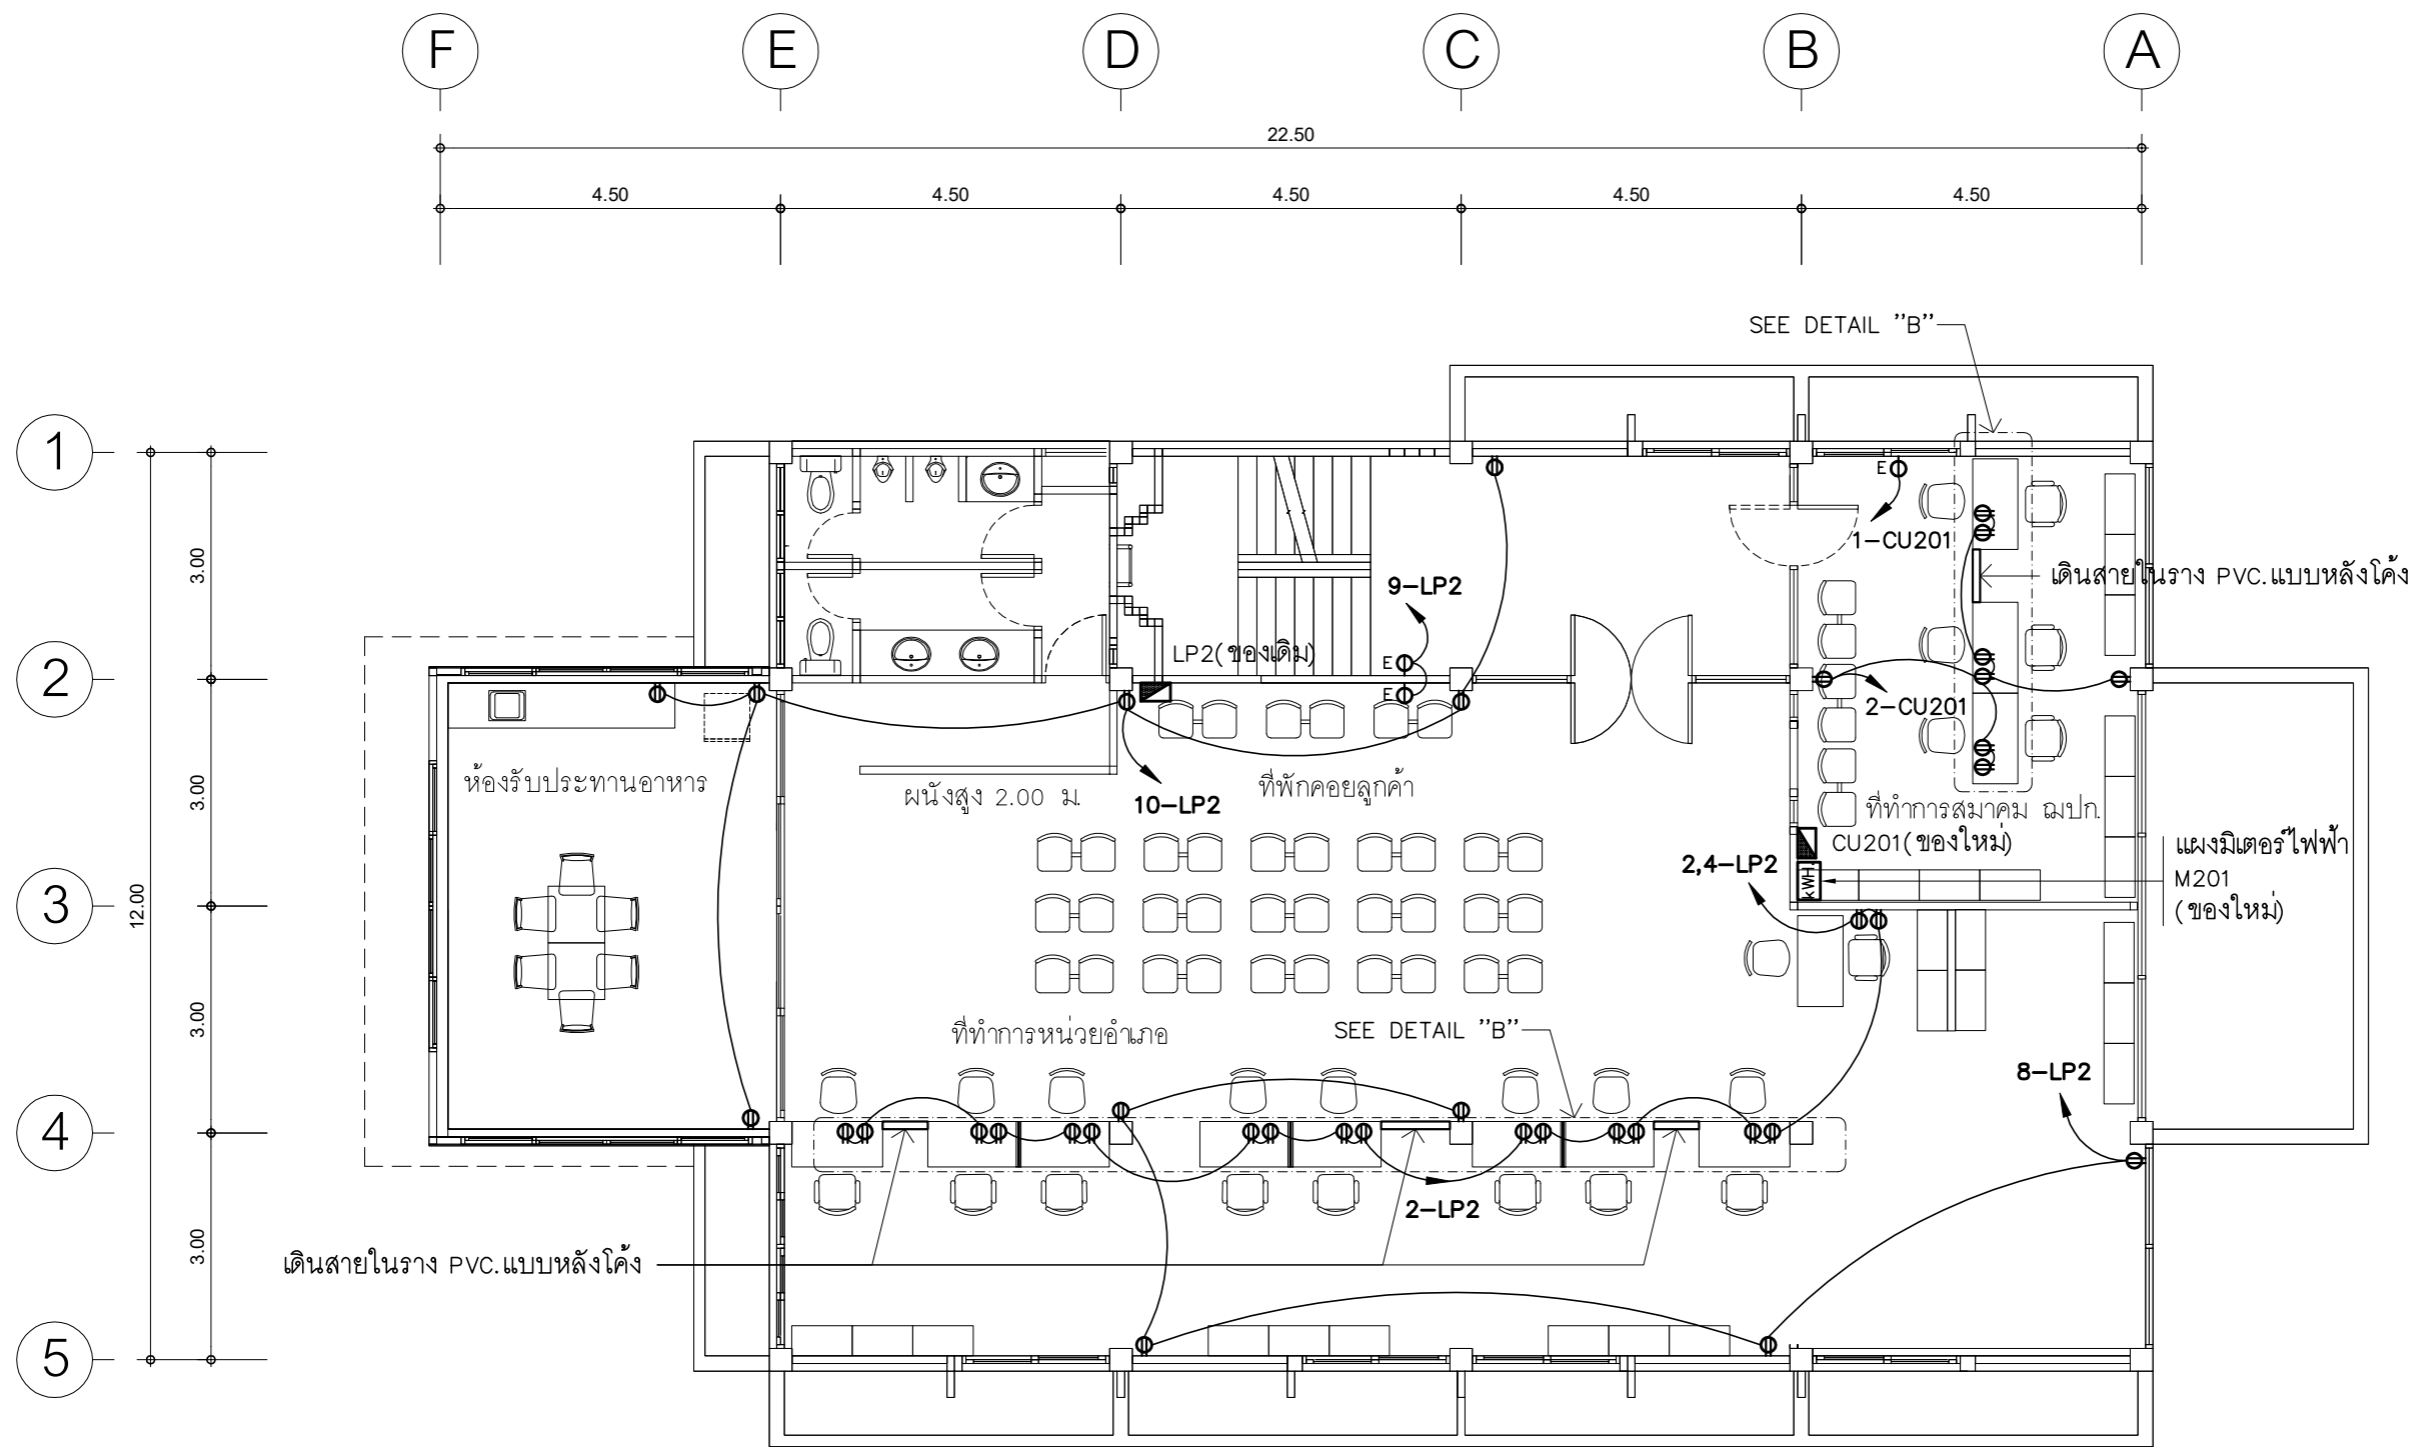 F E D C B A
22.50
4.50 4.50 4.50 4.50 4.50
SEE DETAIL ”B”
1
E
1-CU201
3.00
เดินสายในราง PVC.แบบหลังโค้ง
9-LP2
LP2(ของเดิม)
E
2
E
2-CU201
ห้องรับประทานอาหาร
ผนังสูง 2.00 ม.
ที่พักคอยลูกค้า
3.00
10-LP2
ที่ทำการสมาคม ฌปก.
CU201(ของใหม่)
แผงมิเตอร์ไฟฟ้า
M201
(ของใหม่)
2,4-LP2
kWH.
3
12.00
3.00
ที่ทำการหน่วยอำเภอ
SEE DETAIL ”B”
8-LP2
4
2-LP2
3.00
เดินสายในราง PVC.แบบหลังโค้ง
5